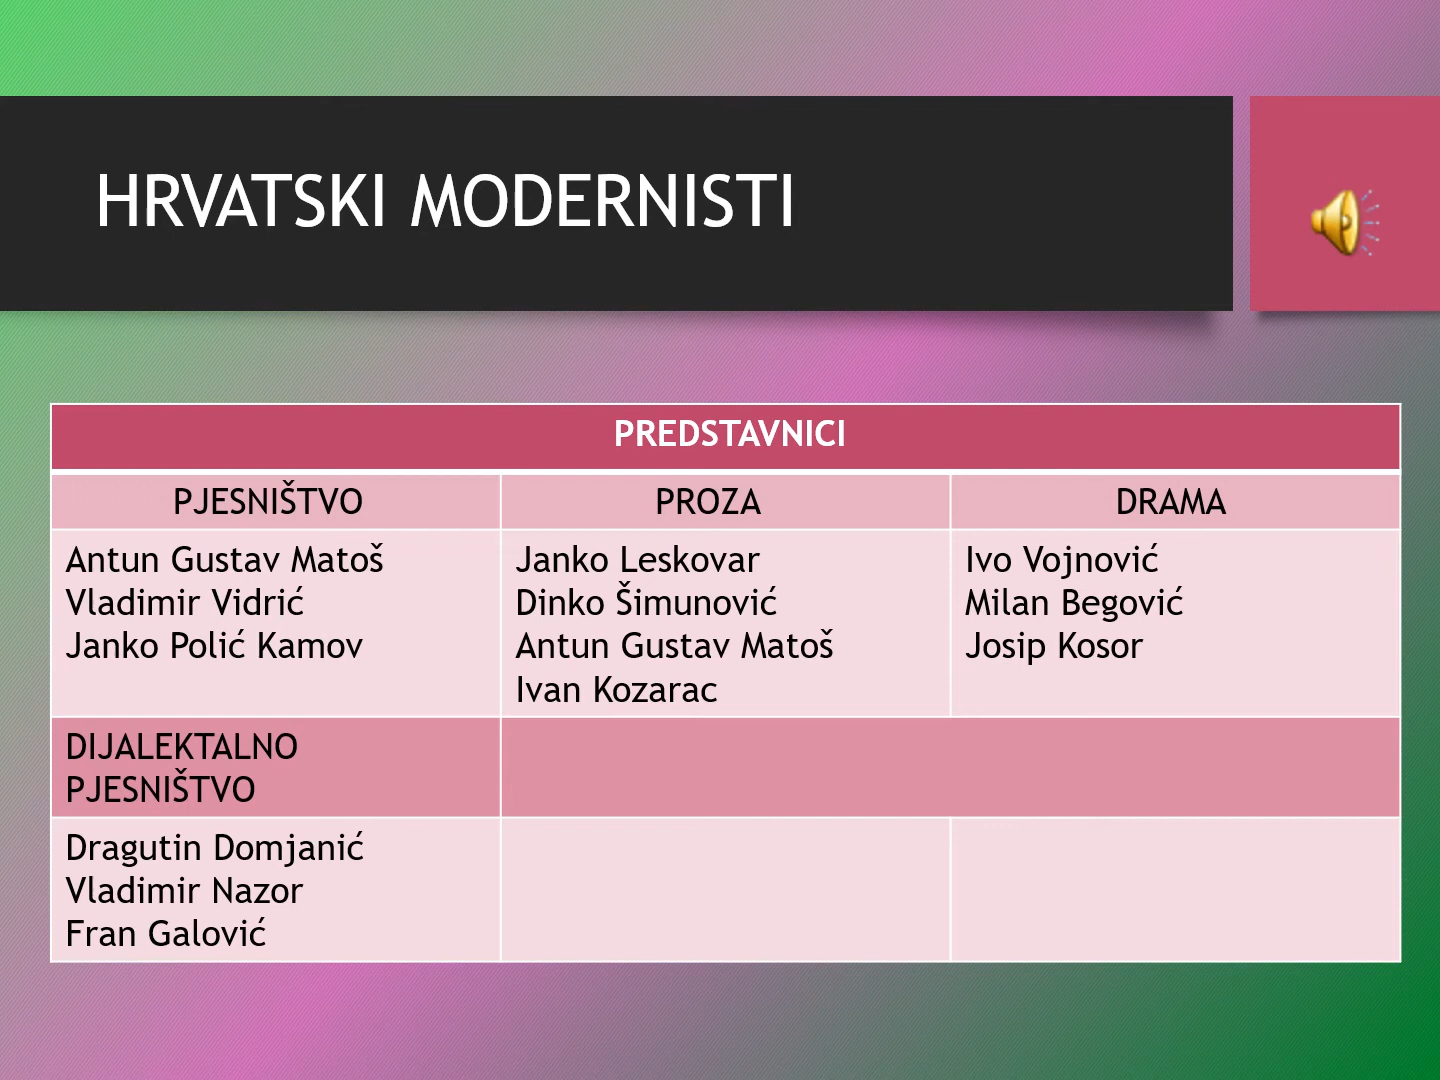 HRVATSKI MODERNISTI
PREDSTAVNICI
PJESNIŠTVO
PROZA
DRAMA
Antun Gustav Matoš
Vladimir Vidrić
Janko Polić Kamov
Janko Leskovar
Dinko Šimunović
Antun Gustav Matoš
Ivan Kozarac
Ivo Vojnović
Milan Begović
Josip Kosor
DIJALEKTALNO
PJESNIŠTVO
Dragutin Domjanić
Vladimir Nazor
Fran Galović